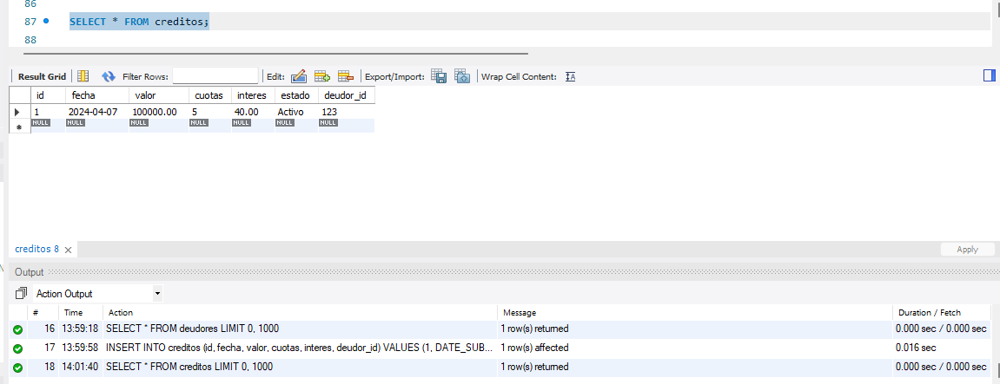 86
87 SELECT * FROM creditos;
88
Result Grid Filter Rows: Edit: Export/Import: Wrap Cell Content:
id fecha valor cuotas interes estado deudor_id
1 2024-04-07 100000.00 5 40.00 Activo 123
NULL NULL NULL NULL NULL NULL NULL
creditos 8 Apply
Output
Action Output
# Time Action Message Duration / Fetch
16 13:59:18 SELECT * FROM deudores LIMIT 0, 1000 1 row(s) returned 0.000 sec / 0.000 sec
17 13:59:58 INSERT INTO creditos (id, fecha, valor, cuotas, interes, deudor_id) VALUES (1, DATE_SUB... 1 row(s) affected 0.016 sec
18 14:01:40 SELECT * FROM creditos LIMIT 0, 1000 1 row(s) returned 0.000 sec / 0.000 sec